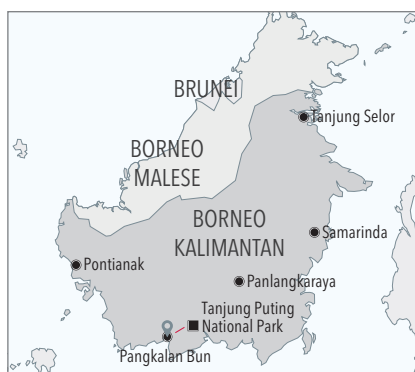 BRUNEI
Tanjung Selor
BORNEO
MALESE
BORNEO
KALIMANTAN
Samarinda
Pontianak
Panlangkaraya
Tanjung Puting
National Park
Pangkalan Bun